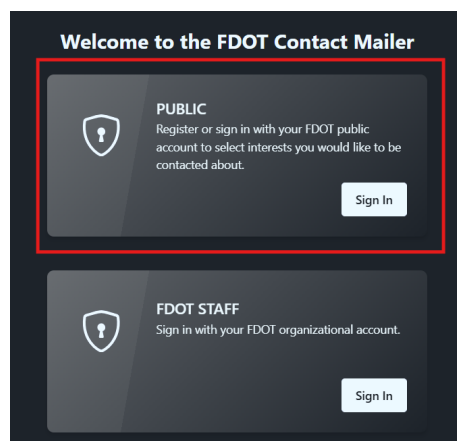 Welcome to the FDOT Contact Mailer
PUBLIC
Register or sign in with your FDOT public
account to select interests you would like to be
contacted about.
Sign In
FDOT STAFF
Sign in with your FDOT organizational account.
Sign In